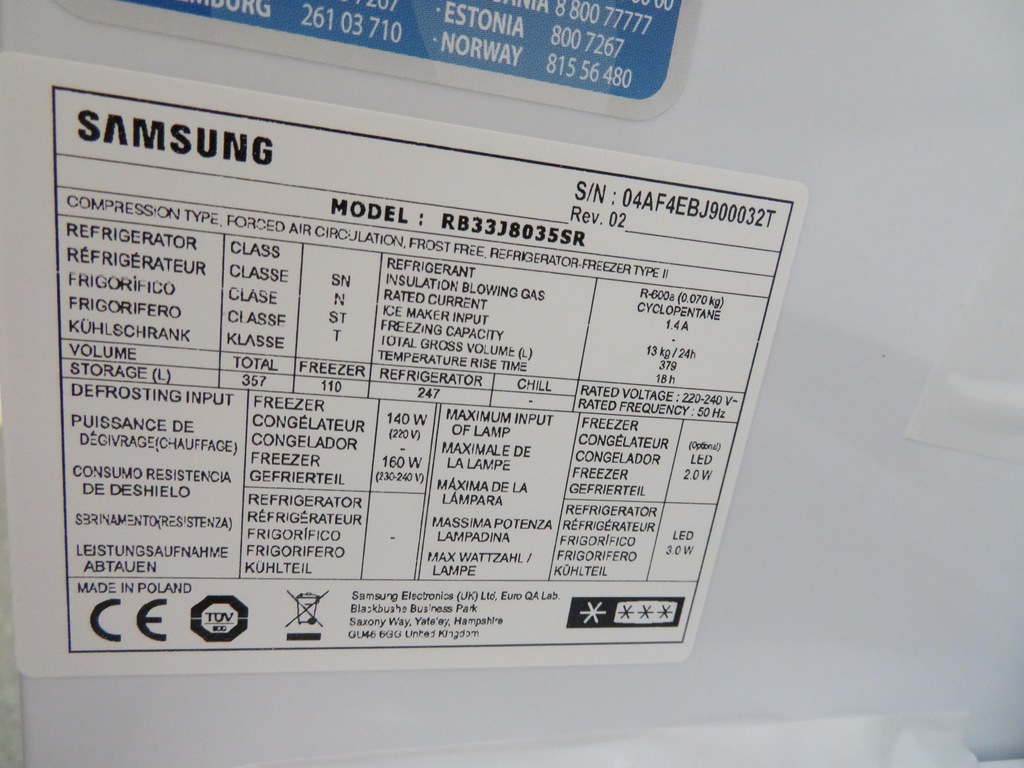 261 03 710
· ESTONIA 800 7267
· NORWAY 815 56 480
8 800 77777
SAMSUNG
S/N : 04AF4EBJ900032T
MODEL : RB33J8035SR
Rev. 02
COMPRESSION TYPE, FORCED AIR CIRCULATION, FROST FREE, REFRIGERATOR-FREEZER TYPE II
REFRIGERATOR CLASS
RÉFRIGÉRATEUR CLASSE SN
FRIGORÍFICO CLASE N
FRIGORIFERO CLASSE ST
KÜHLSCHRANK KLASSE T
REFRIGERANT R-600a (0.070 kg)
INSULATION BLOWING GAS CYCLOPENTANE
RATED CURRENT 1.4 A
ICE MAKER INPUT -
FREEZING CAPACITY 13 kg / 24h
TOTAL GROSS VOLUME (L) 379
TEMPERATURE RISE TIME 18 h
VOLUME TOTAL FREEZER REFRIGERATOR CHILL
STORAGE (L) 357 110 247 -
RATED VOLTAGE : 220-240 V~
RATED FREQUENCY : 50 Hz
DEFROSTING INPUT
PUISSANCE DE
DÉGIVRAGE(CHAUFFAGE)
CONSUMO RESISTENCIA
DE DESHIELO
SBRINAMENTO(RESISTENZA)
LEISTUNGSAUFNAHME
ABTAUEN
FREEZER
CONGÉLATEUR
CONGELADOR
FREEZER
GEFRIERTEIL
140 W
(220 V)
-
160 W
(230-240 V)
REFRIGERATOR
RÉFRIGÉRATEUR
FRIGORÍFICO
FRIGORIFERO
KÜHLTEIL
-
MAXIMUM INPUT
OF LAMP
MAXIMALE DE
LA LAMPE
MÁXIMA DE LA
LÁMPARA
MASSIMA POTENZA
LAMPADINA
MAX WATTZAHL /
LAMPE
FREEZER
CONGÉLATEUR
CONGELADOR
FREEZER
GEFRIERTEIL
(Optional)
LED
2.0 W
REFRIGERATOR
RÉFRIGÉRATEUR
FRIGORÍFICO
FRIGORIFERO
KÜHLTEIL
LED
3.0 W
MADE IN POLAND
CE
TÜV
Samsung Electronics (UK) Ltd, Euro QA Lab.
Blackbushe Business Park
Saxony Way, Yateley, Hampshire
GU46 6GG United Kingdom